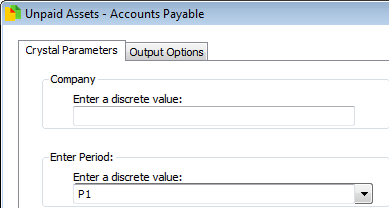 Unpaid Assets - Accounts Payable
Crystal Parameters Output Options
Company
Enter a discrete value:
Enter Period:
Enter a discrete value:
P1